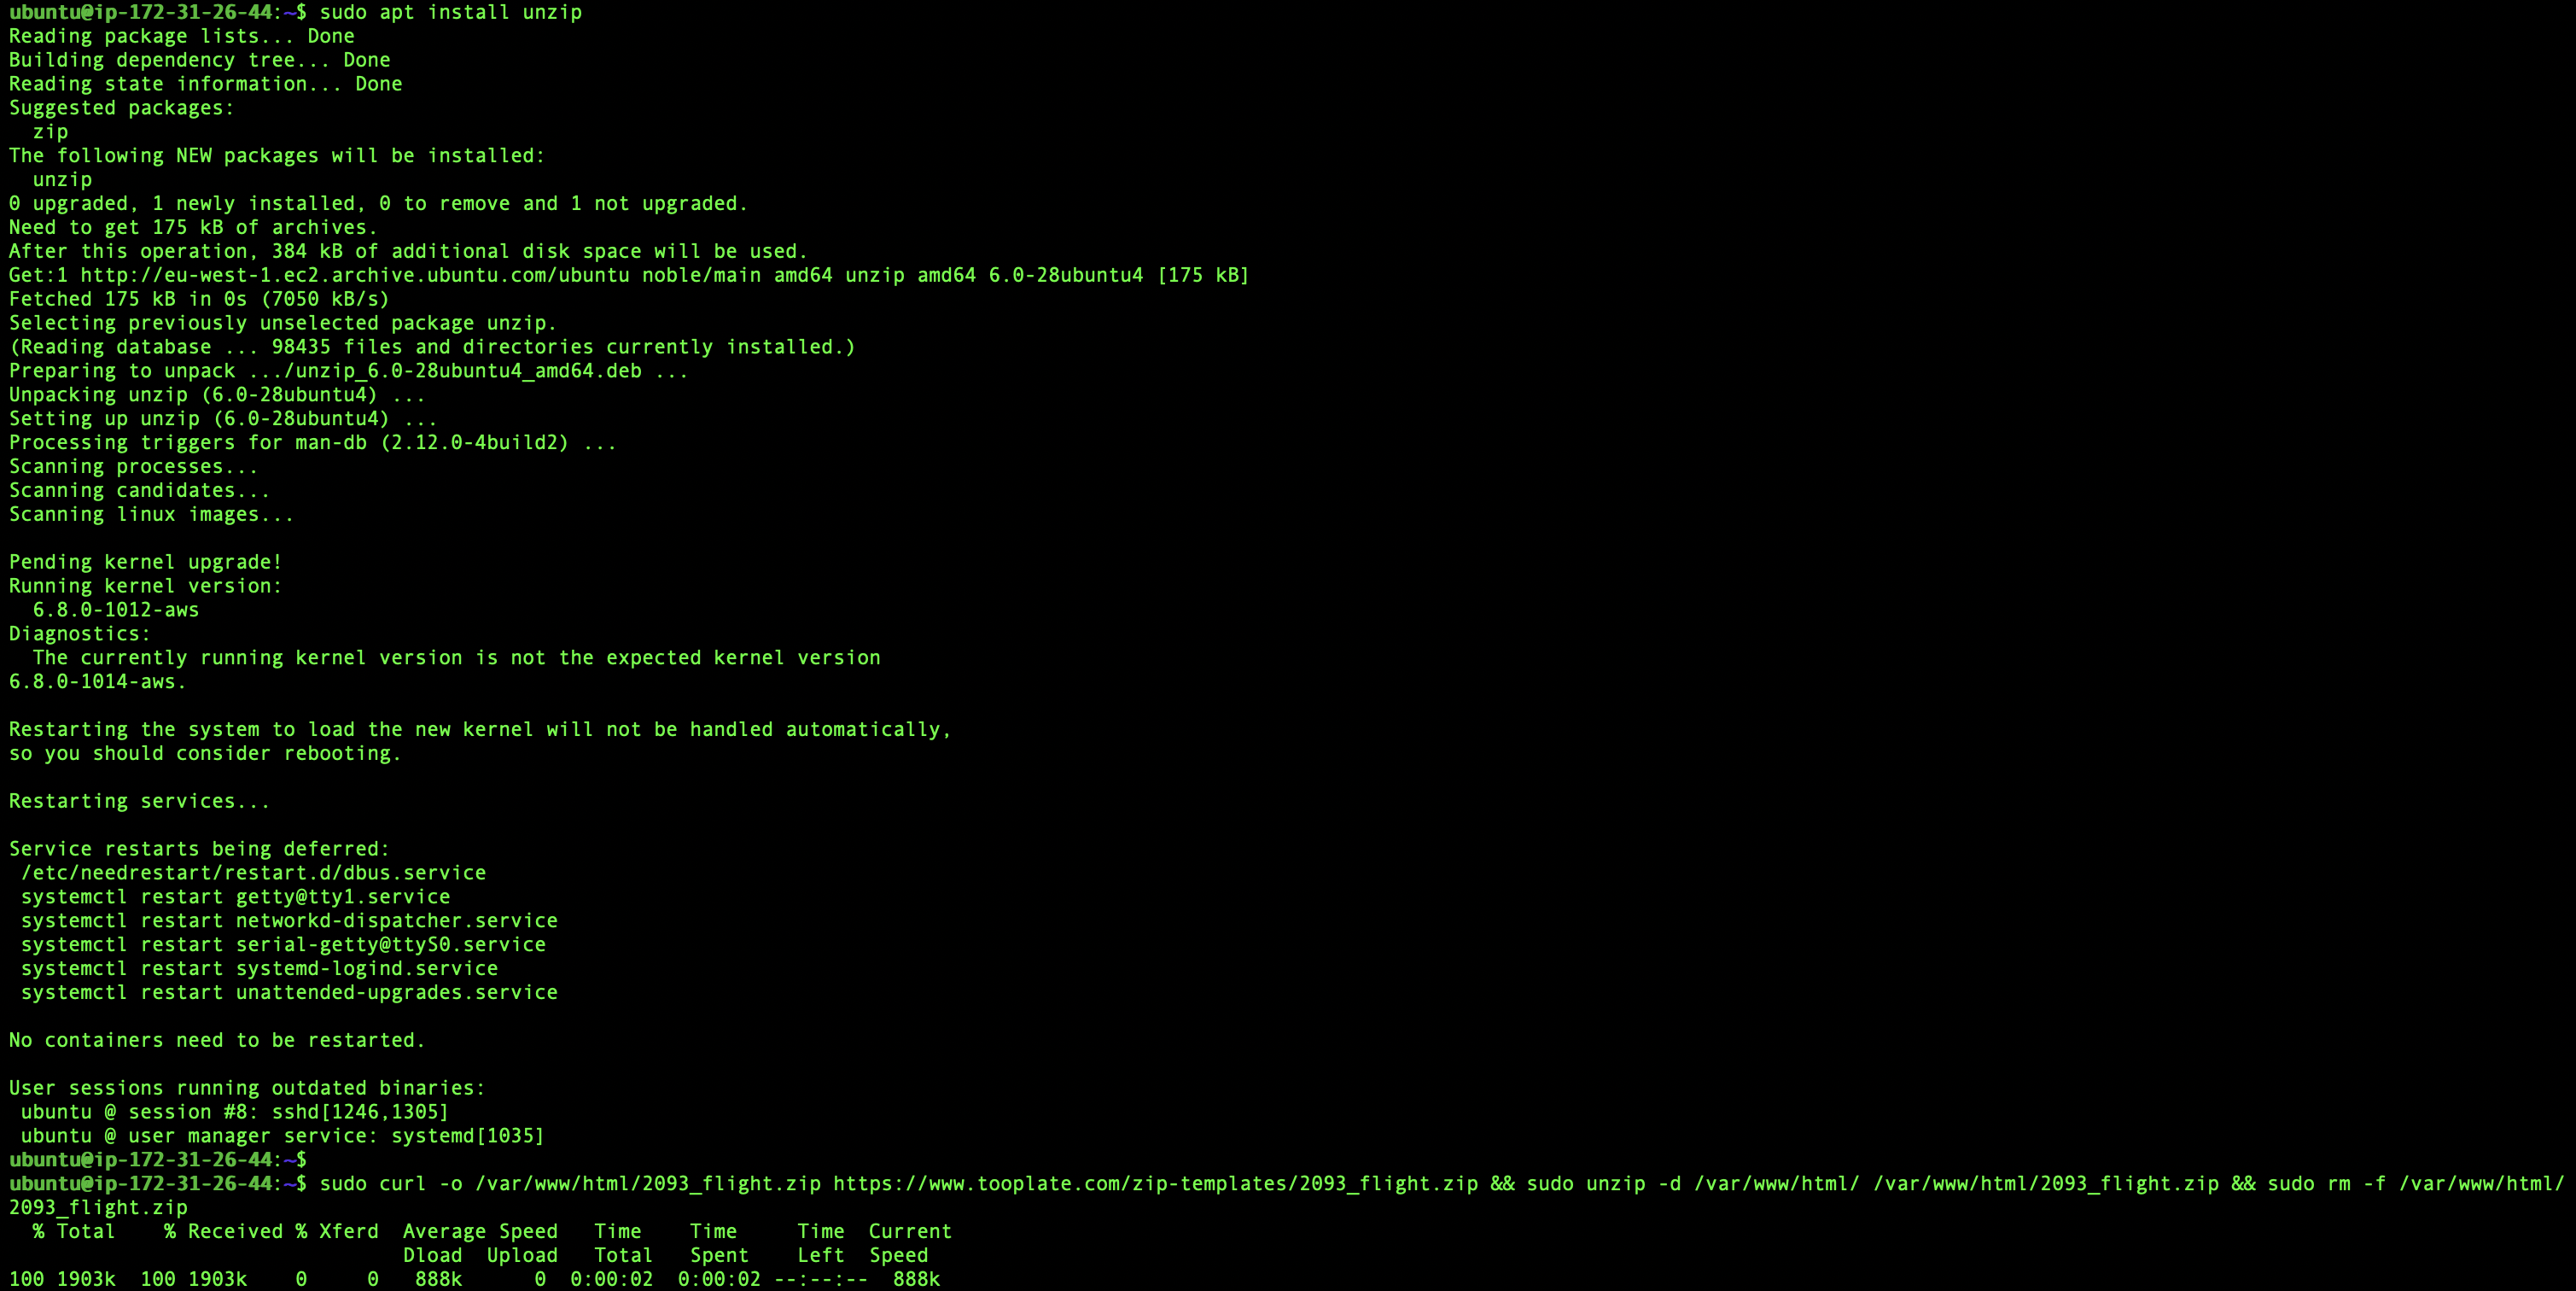 ubuntu@ip-172-31-26-44:~$ sudo apt install unzip
Reading package lists... Done
Building dependency tree... Done
Reading state information... Done
Suggested packages:
  zip
The following NEW packages will be installed:
  unzip
0 upgraded, 1 newly installed, 0 to remove and 1 not upgraded.
Need to get 175 kB of archives.
After this operation, 384 kB of additional disk space will be used.
Get:1 http://eu-west-1.ec2.archive.ubuntu.com/ubuntu noble/main amd64 unzip amd64 6.0-28ubuntu4 [175 kB]
Fetched 175 kB in 0s (7050 kB/s)
Selecting previously unselected package unzip.
(Reading database ... 98435 files and directories currently installed.)
Preparing to unpack .../unzip_6.0-28ubuntu4_amd64.deb ...
Unpacking unzip (6.0-28ubuntu4) ...
Setting up unzip (6.0-28ubuntu4) ...
Processing triggers for man-db (2.12.0-4build2) ...
Scanning processes...
Scanning candidates...
Scanning linux images...

Pending kernel upgrade!
Running kernel version:
  6.8.0-1012-aws
Diagnostics:
  The currently running kernel version is not the expected kernel version
6.8.0-1014-aws.

Restarting the system to load the new kernel will not be handled automatically,
so you should consider rebooting.

Restarting services...

Service restarts being deferred:
 /etc/needrestart/restart.d/dbus.service
 systemctl restart getty@tty1.service
 systemctl restart networkd-dispatcher.service
 systemctl restart serial-getty@ttyS0.service
 systemctl restart systemd-logind.service
 systemctl restart unattended-upgrades.service

No containers need to be restarted.

User sessions running outdated binaries:
 ubuntu @ session #8: sshd[1246,1305]
 ubuntu @ user manager service: systemd[1035]
ubuntu@ip-172-31-26-44:~$
ubuntu@ip-172-31-26-44:~$ sudo curl -o /var/www/html/2093_flight.zip https://www.tooplate.com/zip-templates/2093_flight.zip && sudo unzip -d /var/www/html/ /var/www/html/2093_flight.zip && sudo rm -f /var/www/html/
2093_flight.zip
  % Total    % Received % Xferd  Average Speed   Time    Time     Time  Current
                                 Dload  Upload   Total   Spent    Left  Speed
100 1903k  100 1903k    0     0   888k      0  0:00:02  0:00:02 --:--:--  888k